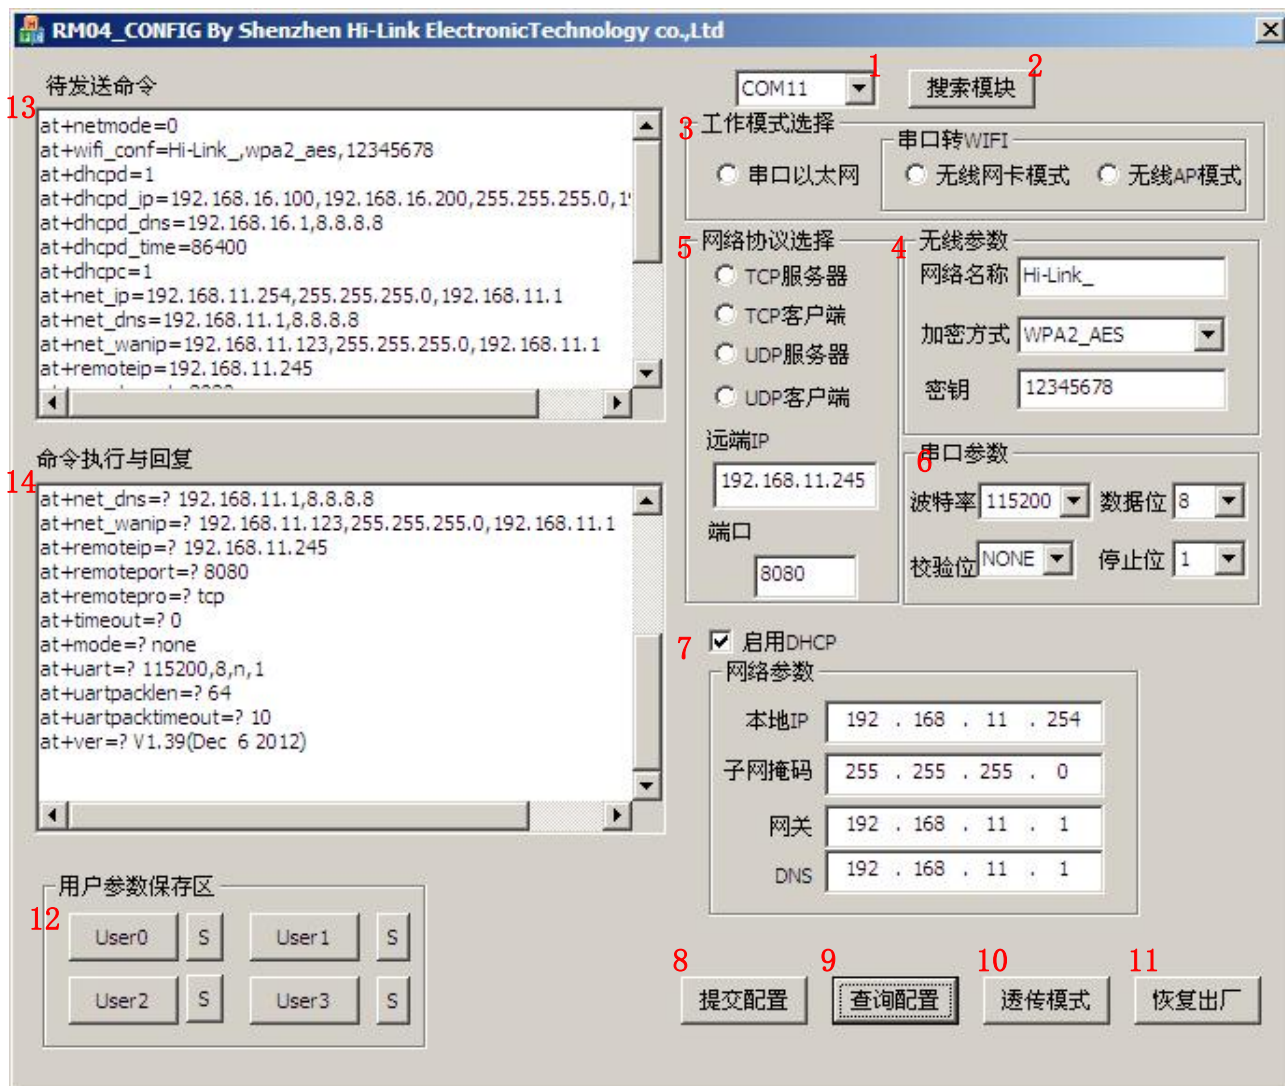 RM04_CONFIG By Shenzhen Hi-Link ElectronicTechnology co.,Ltd
待发送命令
13
at+netmode=0
at+wifi_conf=Hi-Link_,wpa2_aes,12345678
at+dhcpd=1
at+dhcpd_ip=192.168.16.100,192.168.16.200,255.255.255.0,1
at+dhcpd_dns=192.168.16.1,8.8.8.8
at+dhcpd_time=86400
at+dhcpc=1
at+net_ip=192.168.11.254,255.255.255.0,192.168.11.1
at+net_dns=192.168.11.1,8.8.8.8
at+net_wanip=192.168.11.123,255.255.255.0,192.168.11.1
at+remoteip=192.168.11.245
命令执行与回复
14
at+net_dns=? 192.168.11.1,8.8.8.8
at+net_wanip=? 192.168.11.123,255.255.255.0,192.168.11.1
at+remoteip=? 192.168.11.245
at+remoteport=? 8080
at+remotepro=? tcp
at+timeout=? 0
at+mode=? none
at+uart=? 115200,8,n,1
at+uartpacklen=? 64
at+uartpacktimeout=? 10
at+ver=? V1.39(Dec  6 2012)
用户参数保存区
12
User0 S User1 S
User2 S User3 S
1 2
COM11 搜索模块
3 工作模式选择
串口转WIFI
串口以太网 无线网卡模式 无线AP模式
5 网络协议选择
TCP服务器
TCP客户端
UDP服务器
UDP客户端
远端IP
192.168.11.245
端口
8080
4 无线参数
网络名称 Hi-Link_
加密方式 WPA2_AES
密钥 12345678
6 串口参数
波特率 115200 数据位 8
校验位 NONE 停止位 1
7 启用DHCP
网络参数
本地IP 192 . 168 . 11 . 254
子网掩码 255 . 255 . 255 . 0
网关 192 . 168 . 11 . 1
DNS 192 . 168 . 11 . 1
8 9 10 11
提交配置 查询配置 透传模式 恢复出厂